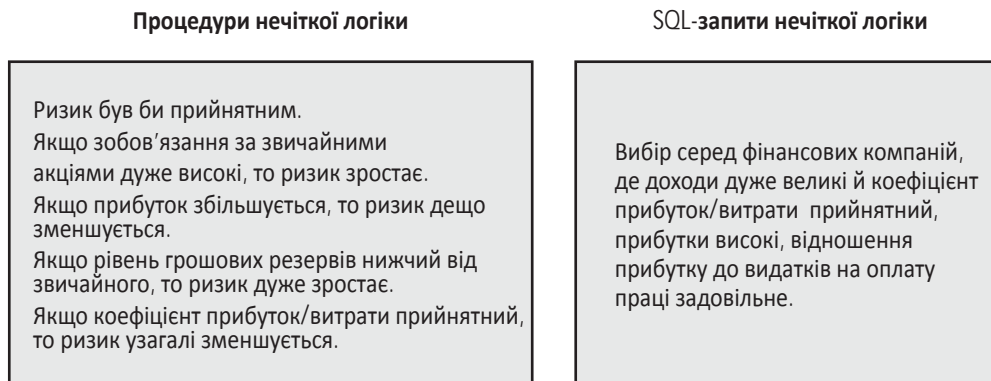 Процедури нечіткої логіки
Ризик був би прийнятним.
Якщо зобов’язання за звичайними
акціями дуже високі, то ризик зростає.
Якщо прибуток збільшується, то ризик дещо
зменшується.
Якщо рівень грошових резервів нижчий від
звичайного, то ризик дуже зростає.
Якщо коефіцієнт прибуток/витрати прийнятний,
то ризик узагалі зменшується.
SQL-запити нечіткої логіки
Вибір серед фінансових компаній,
де доходи дуже великі й коефіцієнт
прибуток/витрати прийнятний,
прибутки високі, відношення
прибутку до видатків на оплату
праці задовільне.